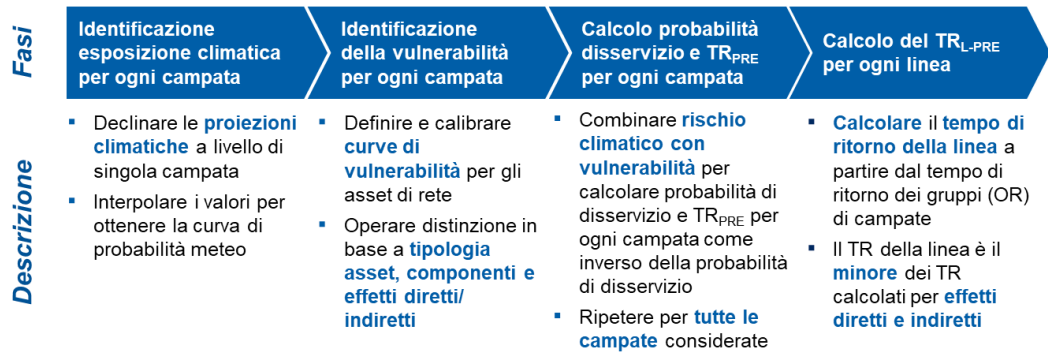 Fasi
Identificazione
esposizione climatica
per ogni campata
Identificazione
della vulnerabilità
per ogni campata
Calcolo probabilità
disservizio e TRPRE
per ogni campata
Calcolo del TRL-PRE
per ogni linea
Descrizione
▪ Declinare le proiezioni
climatiche a livello di
singola campata
▪ Interpolare i valori per
ottenere la curva di
probabilità meteo
▪ Definire e calibrare
curve di
vulnerabilità per gli
asset di rete
▪ Operare distinzione in
base a tipologia
asset, componenti e
effetti diretti/
indiretti
▪ Combinare rischio
climatico con
vulnerabilità per
calcolare probabilità di
disservizio e TRPRE per
ogni campata come
inverso della probabilità
di disservizio
▪ Ripetere per tutte le
campate considerate
▪ Calcolare il tempo di
ritorno della linea a
partire dal tempo di
ritorno dei gruppi (OR)
di campate
▪ Il TR della linea è il
minore dei TR
calcolati per effetti
diretti e indiretti